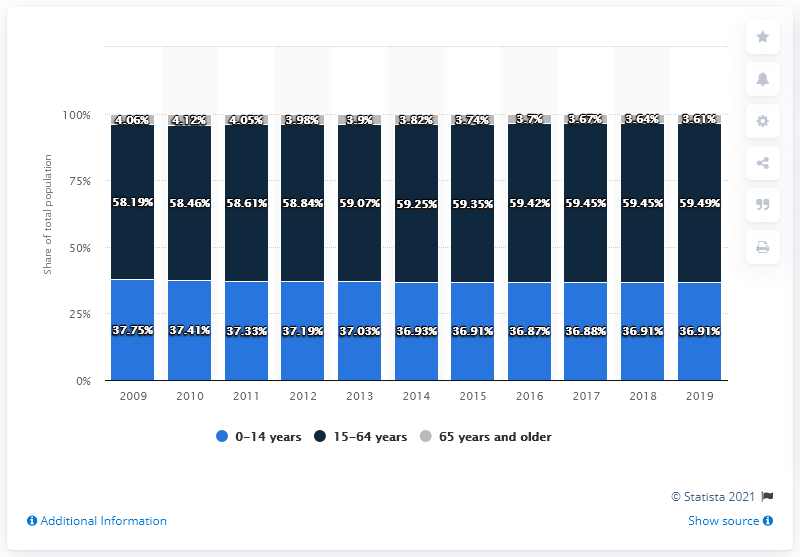 100%
75%
50%
25%
0%
Share of total population
4.06% 4.12% 4.05% 3.98% 3.9% 3.82% 3.74% 3.7% 3.67% 3.64% 3.61%
58.19% 58.46% 58.61% 58.84% 59.07% 59.25% 59.35% 59.42% 59.45% 59.45% 59.49%
37.75% 37.41% 37.33% 37.19% 37.03% 36.93% 36.91% 36.87% 36.88% 36.91% 36.91%
2009 2010 2011 2012 2013 2014 2015 2016 2017 2018 2019
0–14 years 15–64 years 65 years and older
© Statista 2021
Additional Information Show source